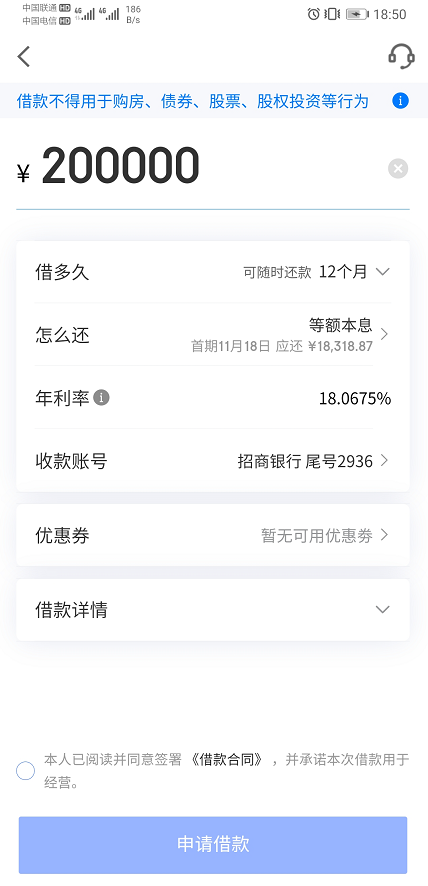 中国联通 HD 4G 4G 186 18:50
中国电信 HD B/s
借款不得用于购房、债券、股票、股权投资等行为
¥ 200000
借多久 可随时还款 12个月
怎么还 等额本息
首期11月18日 应还 ¥18,318.87
年利率 18.0675%
收款账号 招商银行 尾号2936
优惠券 暂无可用优惠券
借款详情
本人已阅读并同意签署 《借款合同》 ，并承诺本次借款用于
经营。
申请借款